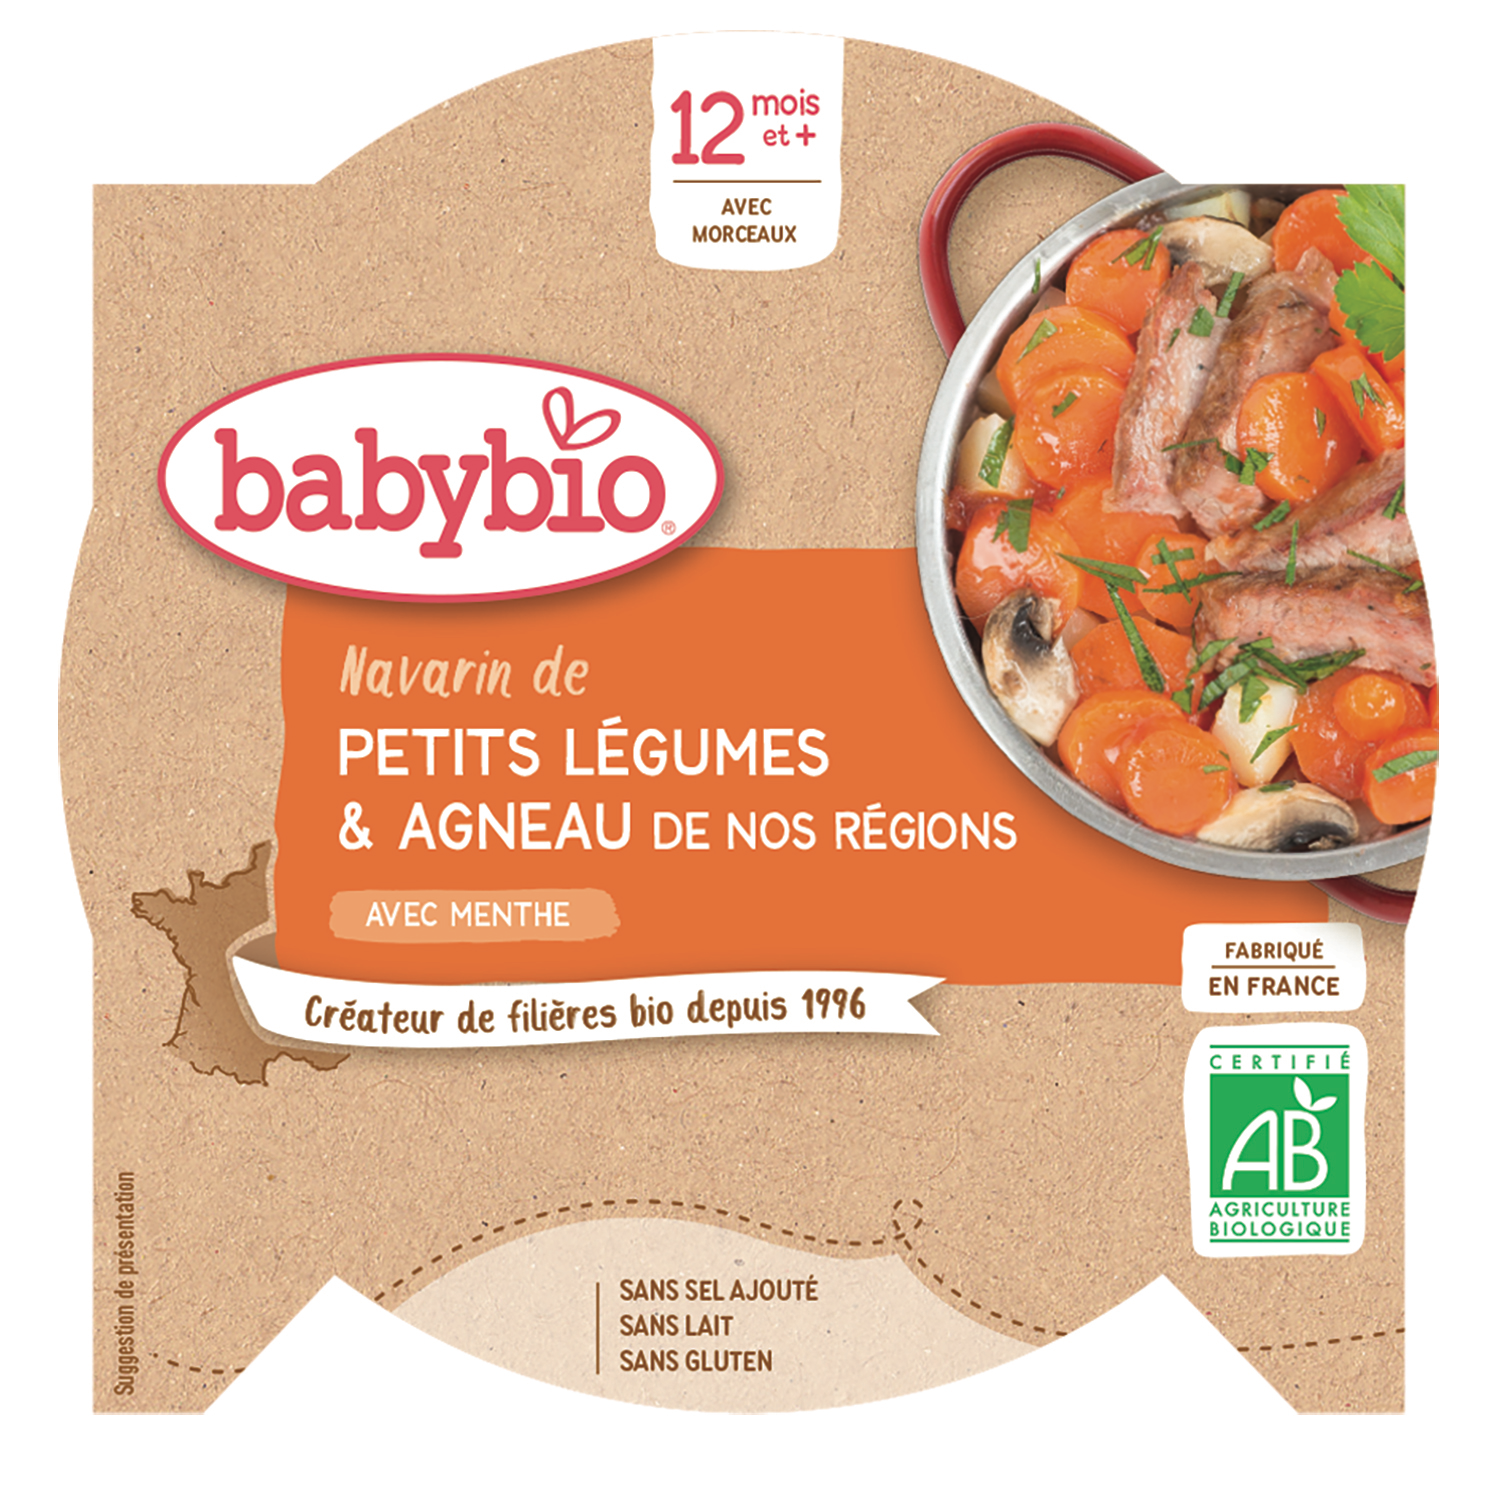 12 mois
et +
AVEC
MORCEAUX
babybio®
Navarin de
PETITS LÉGUMES
& AGNEAU DE NOS RÉGIONS
AVEC MENTHE
Créateur de filières bio depuis 1996
FABRIQUÉ
EN FRANCE
CERTIFIÉ
AB
AGRICULTURE
BIOLOGIQUE
SANS SEL AJOUTÉ
SANS LAIT
SANS GLUTEN
Suggestion de présentation